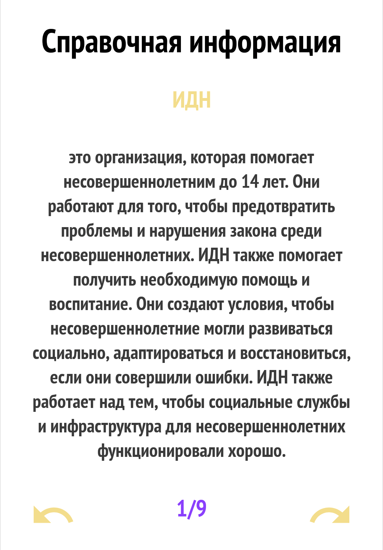 Справочная информация
ИДН
это организация, которая помогает
несовершеннолетним до 14 лет. Они
работают для того, чтобы предотвратить
проблемы и нарушения закона среди
несовершеннолетних. ИДН также помогает
получить необходимую помощь и
воспитание. Они создают условия, чтобы
несовершеннолетние могли развиваться
социально, адаптироваться и восстановиться,
если они совершили ошибки. ИДН также
работает над тем, чтобы социальные службы
и инфраструктура для несовершеннолетних
функционировали хорошо.
1/9